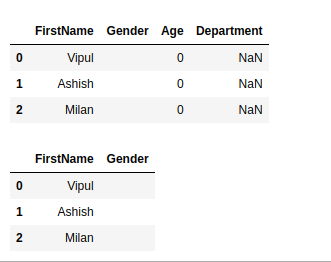 FirstName Gender Age Department
0 Vipul 0 NaN
1 Ashish 0 NaN
2 Milan 0 NaN
FirstName Gender
0 Vipul
1 Ashish
2 Milan